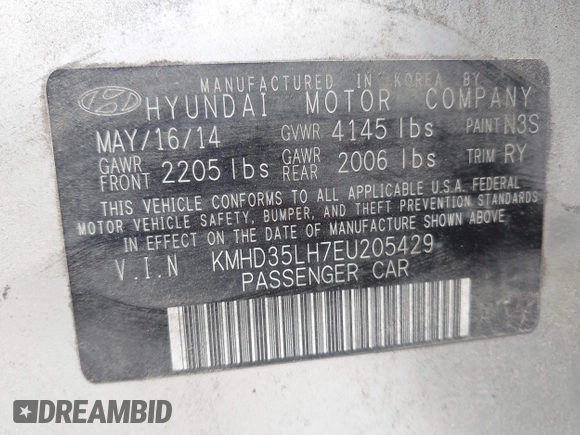 MANUFACTURED IN KOREA BY
HYUNDAI MOTOR COMPANY
MAY/16/14 GVWR 4145 lbs PAINT N3S
GAWR FRONT 2205 lbs GAWR REAR 2006 lbs TRIM RY
THIS VEHICLE CONFORMS TO ALL APPLICABLE U.S.A. FEDERAL
MOTOR VEHICLE SAFETY, BUMPER, AND THEFT PREVENTION STANDARDS
IN EFFECT ON THE DATE OF MANUFACTURE SHOWN ABOVE.
V.I.N KMHD35LH7EU205429
PASSENGER CAR
DREAMBID